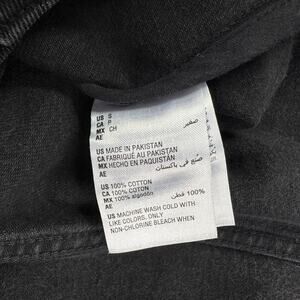 US S
CA P
MX CH
AE صغير
US MADE IN PAKISTAN
CA FABRIQUÉ AU PAKISTAN
MX HECHO EN PAQUISTÁN
AE صنع في باكستان
US 100% COTTON
CA 100% COTON
MX 100% algodón
AE 100% قطن
US MACHINE WASH COLD WITH
LIKE COLORS, ONLY
NON-CHLORINE BLEACH WHEN